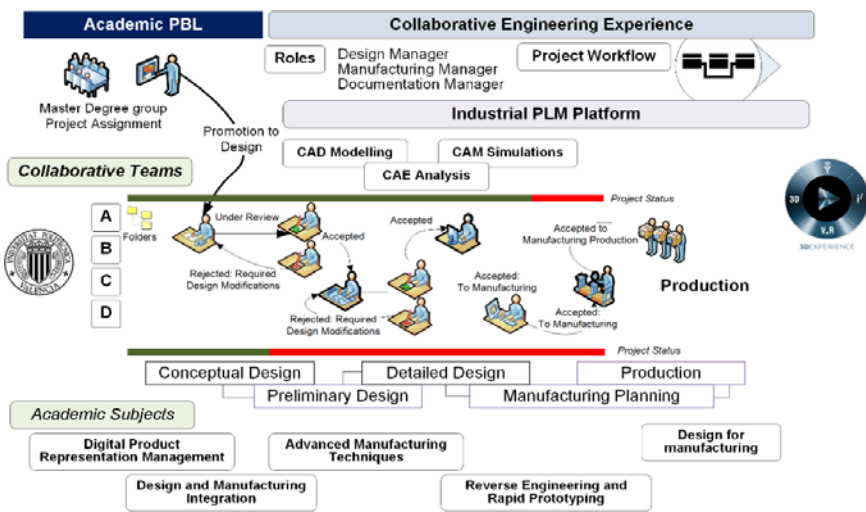 Academic PBL
Collaborative Engineering Experience
Roles
Design Manager
Manufacturing Manager
Documentation Manager
Project Workflow
Master Degree group
Project Assignment
Industrial PLM Platform
Promotion to
Design
CAD Modelling
CAM Simulations
CAE Analysis
Collaborative Teams
Project Status
A
B
C
D
Folders
Under Review
Accepted
Rejected: Required
Design Modifications
Accepted
Rejected: Required
Design Modifications
Accepted:
To Manufacturing
Accepted to
Manufacturing Production
Accepted:
To Manufacturing
Production
UNIVERSITAT POLITECNICA
VALENCIA
3D
V.R
3DEXPERIENCE
Project Status
Conceptual Design
Detailed Design
Production
Preliminary Design
Manufacturing Planning
Academic Subjects
Digital Product
Representation Management
Advanced Manufacturing
Techniques
Design for
manufacturing
Design and Manufacturing
Integration
Reverse Engineering and
Rapid Prototyping